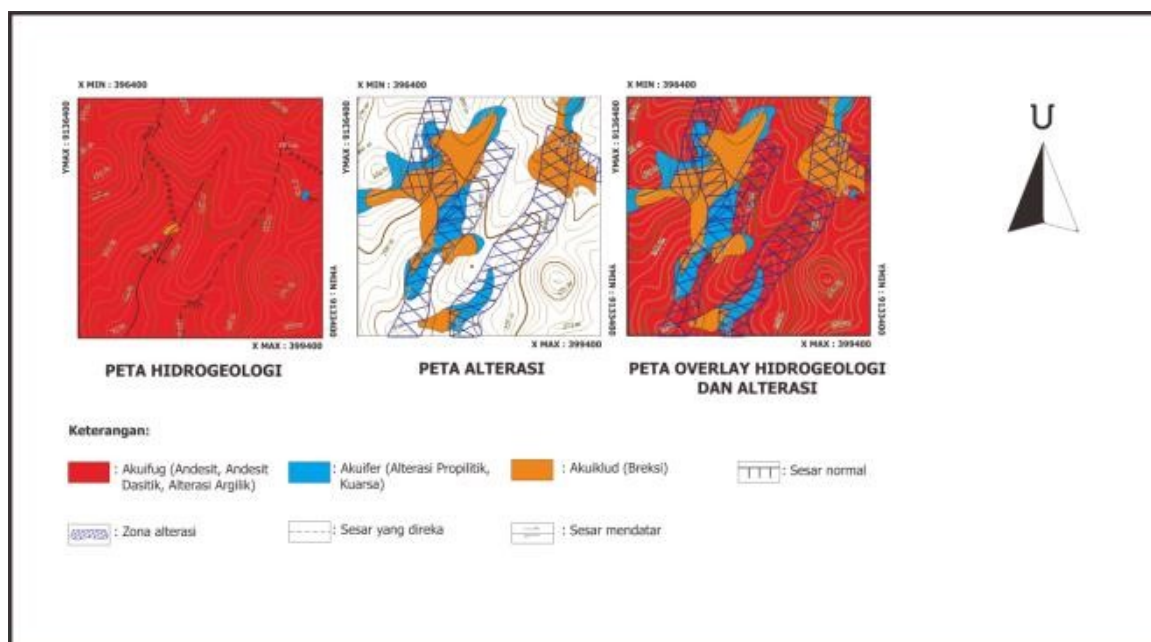 X MIN : 396400
X MIN : 396400
X MIN : 396400
YMAX : 9136400
YMAX : 9136400
YMAX : 9136400
YMIN : 9133400
YMIN : 9133400
YMIN : 9133400
X MAX : 399400
X MAX : 399400
X MAX : 399400
U
PETA HIDROGEOLOGI
PETA ALTERASI
PETA OVERLAY HIDROGEOLOGI
DAN ALTERASI
Keterangan:
: Akuifug (Andesit, Andesit
Dasitik, Alterasi Argilik)
: Akuifer (Alterasi Propilitik,
Kuarsa)
: Akuiklud (Breksi)
: Sesar normal
: Zona alterasi
: Sesar yang direka
: Sesar mendatar